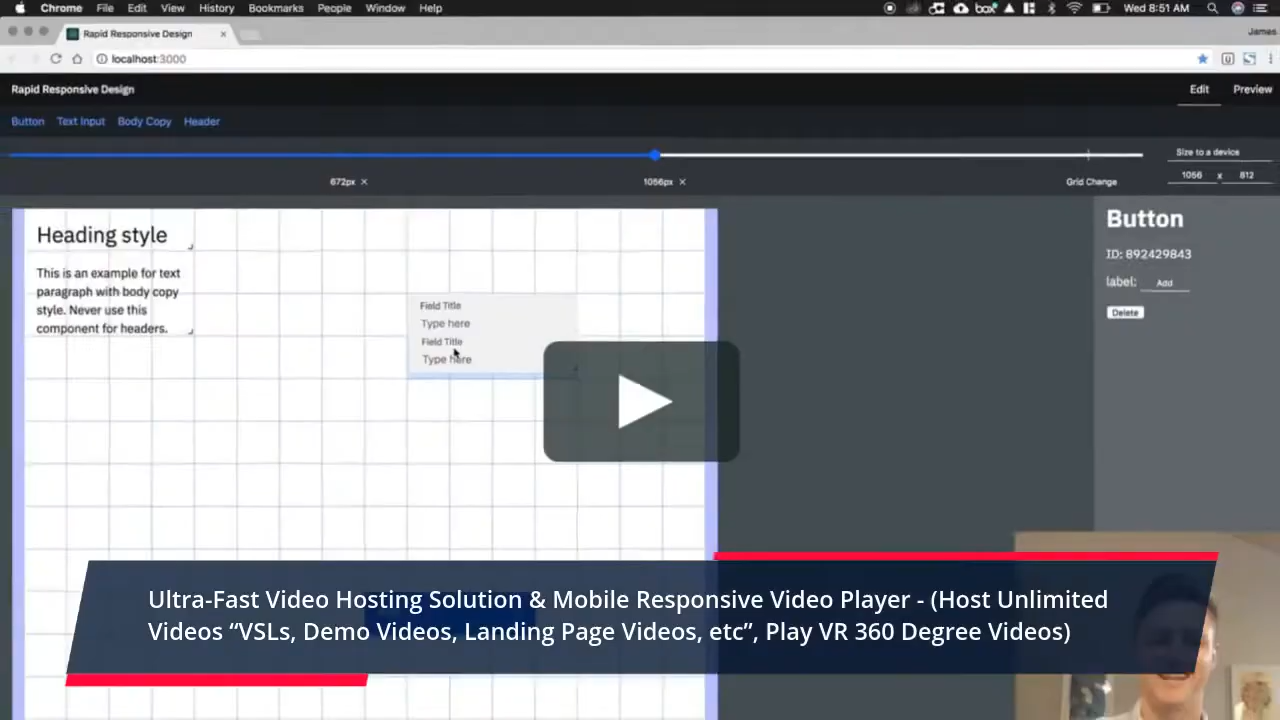 Chrome File Edit View History Bookmarks People Window Help
box
Wed 8:51 AM
Rapid Responsive Design ×
James
localhost:3000
Rapid Responsive Design
Edit Preview
Button Text Input Body Copy Header
Size to a device
672px ×
1056px ×
Grid Change
1056 x 812
Heading style
This is an example for text
paragraph with body copy
style. Never use this
component for headers.
Field Title
Type here
Field Title
Type here
Button
ID: 892429843
label: Add
Delete
Ultra-Fast Video Hosting Solution & Mobile Responsive Video Player - (Host Unlimited
Videos “VSLs, Demo Videos, Landing Page Videos, etc”, Play VR 360 Degree Videos)